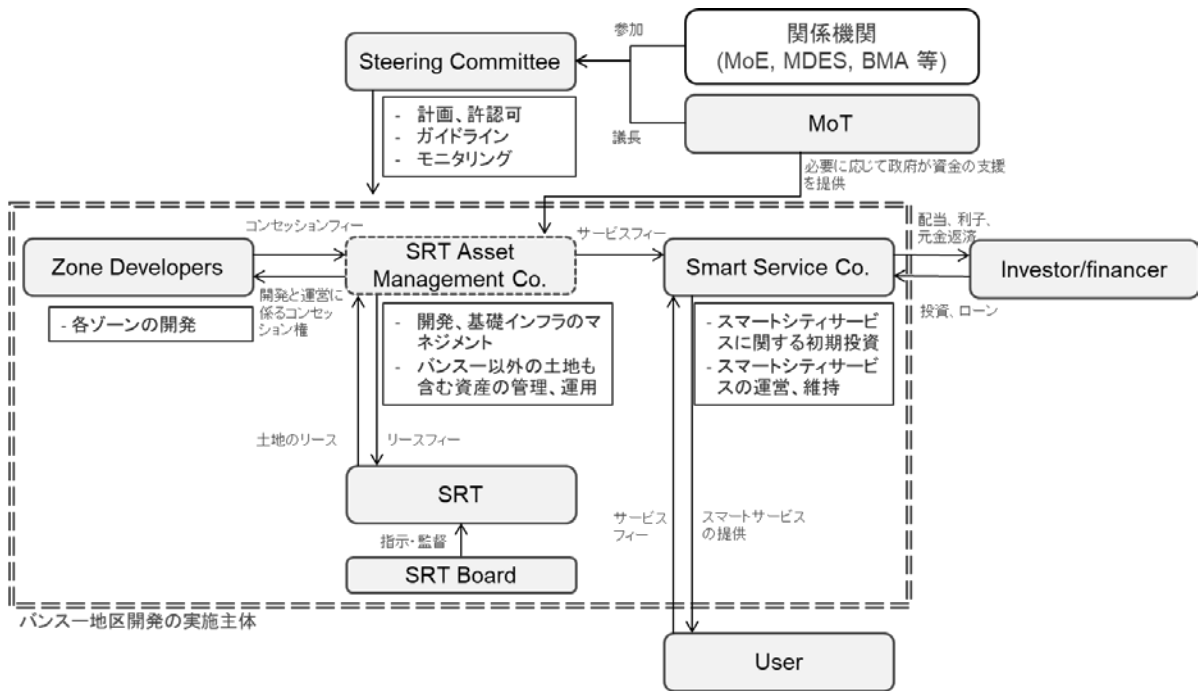 参加
関係機関
(MoE, MDES, BMA 等)
Steering Committee
MoT
議長
- 計画、許認可
- ガイドライン
- モニタリング
必要に応じて政府が資金の支援
を提供
コンセッションフィー
サービスフィー
配当、利子、
元金返済
Zone Developers
SRT Asset
Management Co.
Smart Service Co.
Investor/financer
開発と運営に
係るコンセッ
ション権
投資、ローン
- 各ゾーンの開発
- 開発、基礎インフラのマ
ネジメント
- バンスー以外の土地も
含む資産の管理、運用
- スマートシティサービ
スに関する初期投資
- スマートシティサービ
スの運営、維持
土地のリース
リースフィー
SRT
サービス
フィー
スマートサービス
の提供
指示・監督
SRT Board
バンスー地区開発の実施主体
User